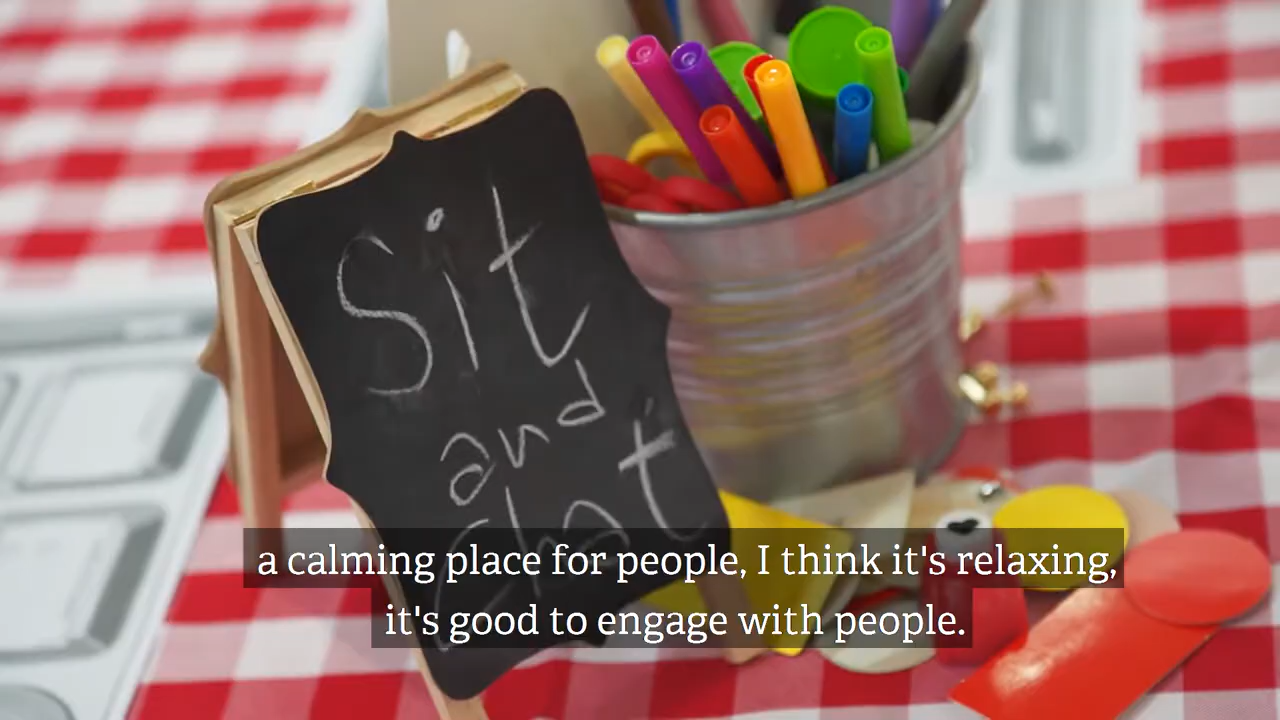 Sit
and
Chat
a calming place for people, I think it's relaxing,
it's good to engage with people.